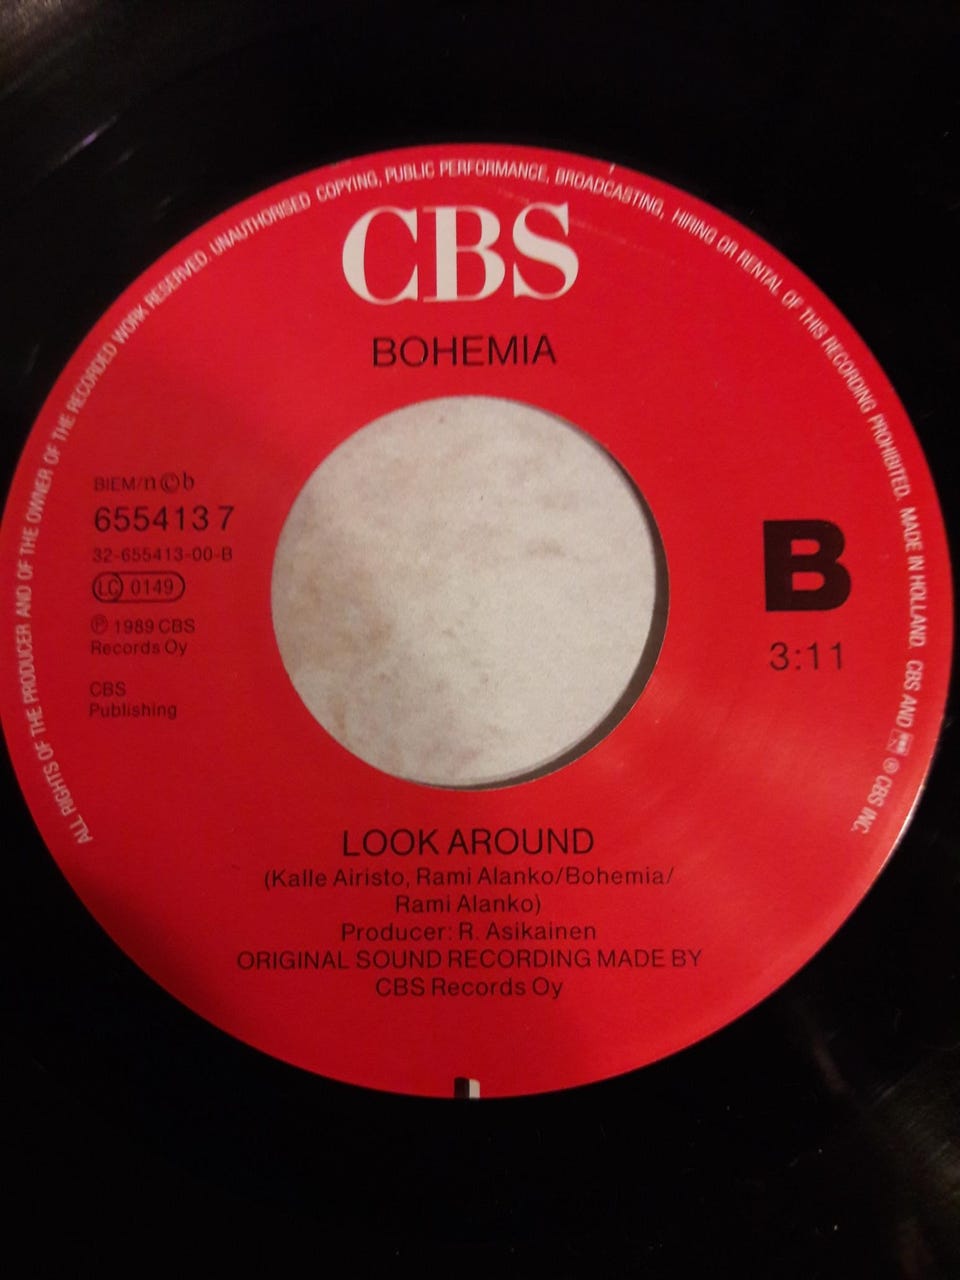 ALL RIGHTS OF THE PRODUCER AND OF THE OWNER OF THE RECORDED WORK RESERVED. UNAUTHORISED COPYING, PUBLIC PERFORMANCE, BROADCASTING, HIRING OR RENTAL OF THIS RECORDING PROHIBITED. MADE IN HOLLAND. CBS AND ® CBS INC.
CBS
BOHEMIA
BIEM/n©b
6554137
32-655413-00-B
LC 0149
℗ 1989 CBS
Records Oy
CBS
Publishing
B
3:11
LOOK AROUND
(Kalle Airisto, Rami Alanko/Bohemia/
Rami Alanko)
Producer: R. Asikainen
ORIGINAL SOUND RECORDING MADE BY
CBS Records Oy